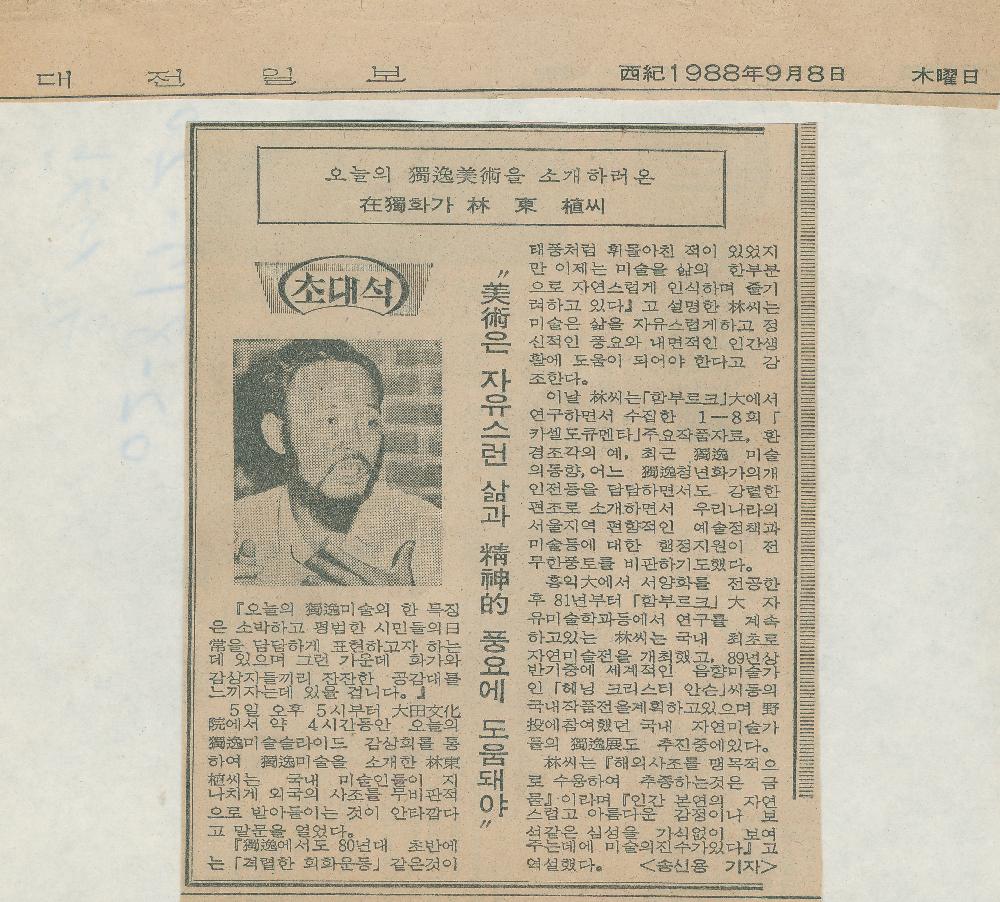 대 전 일 보
西紀1988年9月8日 木曜日
오늘의 獨逸美術을 소개하러온
在獨화가 林 東 植씨
초대석
"美術은 자유스런 삶과 精神的 풍요에 도움돼야"
『오늘의 獨逸미술의 한 특징
은 소박하고 평범한 시민들의日
常을 담담하게 표현하고자 하는
데 있으며 그런 가운데 화가와
감상자들끼리 잔잔한 공감대를
느끼자는데 있을 겁니다.』
5일 오후 5시부터 大田文化
院에서 약 4시간동안 오늘의
獨逸미술슬라이드 감상회를 통
하여 獨逸미술을 소개한 林東
植씨는 국내 미술인들이 지
나치게 외국의 사조를 무비판적
으로 받아들이는 것이 안타깝다
고 말문을 열었다.
『獨逸에서도 80년대 초반에
는 「격렬한 회화운동」 같은것이
태풍처럼 휘몰아친 적이 있었지
만 이제는 미술을 삶의 한부분
으로 자연스럽게 인식하며 즐기
려하고 있다』고 설명한 林씨는
미술은 삶을 자유스럽게하고 정
신적인 풍요와 내면적인 인간생
활에 도움이 되어야 한다고 강
조한다.
이날 林씨는「함부르크」大에서
연구하면서 수집한 1―8회 「
카셀도큐멘타」주요작품자료, 환
경조각의 예, 최근 獨逸 미술
의동향, 어느 獨逸청년화가의개
인전등을 담담하면서도 강렬한
편조로 소개하면서 우리나라의
서울지역 편향적인 예술정책과
미술등에 대한 행정지원이 전
무한풍토를 비판하기도했다.
홍익大에서 서양화를 전공한
후 81년부터 「함부르크」大 자
유미술학과등에서 연구를 계속
하고있는 林씨는 국내 최초로
자연미술전을 개최했고, 89년상
반기중에 세계적인 음향미술가
인 「헤닝 크리스터 안슨」씨등의
국내작품전을계획하고있으며 野
投에참여했던 국내 자연미술가
들의 獨逸展도 추진중에있다.
林씨는 『해외사조를 맹목적으
로 수용하여 추종하는것은 금
물』이라며 『인간 본연의 자연
스럽고 아름다운 감정이나 보
석같은 심성을 가식없이 보여
주는데에 미술의진수가있다』고
역설했다. <송신용 기자>